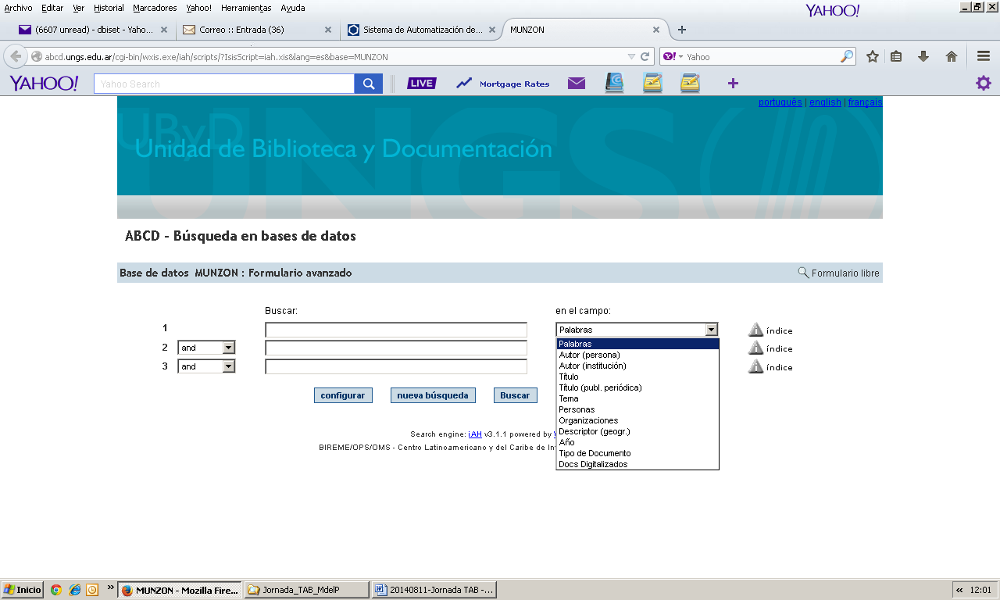 Archivo Editar Ver Historial Marcadores Yahoo! Herramientas Ayuda
YAHOO!
(6607 unread) - dbiset - Yaho...
Correo :: Entrada (36)
Sistema de Automatización de...
MUNZON
abcd.ungs.edu.ar/cgi-bin/wxis.exe/iah/scripts/?IsisScript=iah.xis&lang=es&base=MUNZON
Yahoo
YAHOO!
Yahoo Search
LIVE
Mortgage Rates
português | english | français
UByD
UNGS
Unidad de Biblioteca y Documentación
ABCD - Búsqueda en bases de datos
Base de datos MUNZON : Formulario avanzado
Formulario libre
Buscar:
en el campo:
1
Palabras
índice
2
and
índice
3
and
índice
Palabras
Autor (persona)
Autor (institución)
Título
Título (publ. periódica)
Tema
Personas
Organizaciones
Descriptor (geogr.)
Año
Tipo de Documento
Docs Digitalizados
configurar
nueva búsqueda
Buscar
Search engine: iAH v3.1.1 powered by
BIREME/OPS/OMS - Centro Latinoamericano y del Caribe de
Inicio
»
MUNZON - Mozilla Fire...
Jornada_TAB_MdelP
20140811-Jornada TAB -...
«
12:01